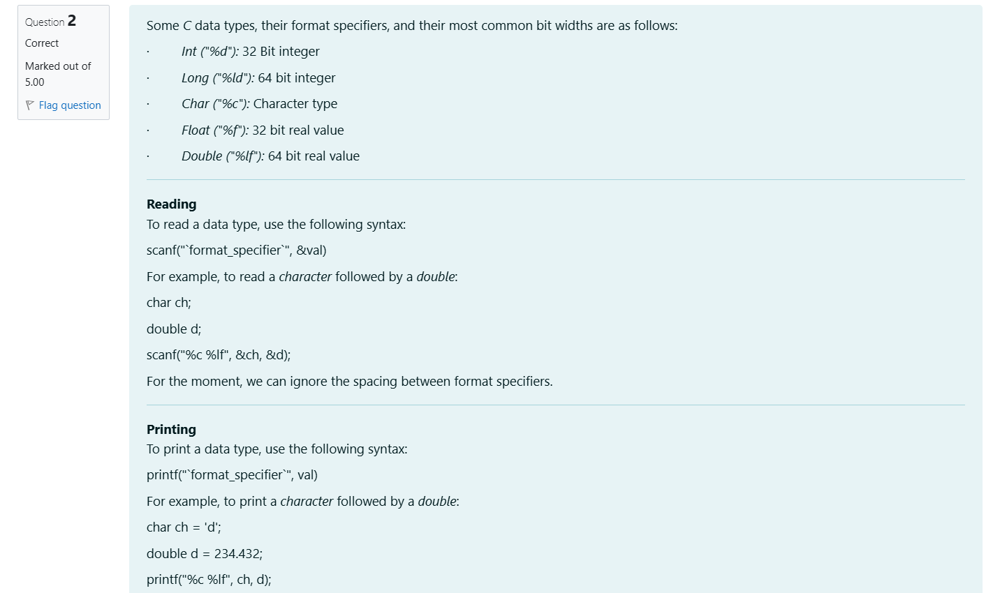 Question 2
Correct
Marked out of
5.00
Flag question
Some C data types, their format specifiers, and their most common bit widths are as follows:
· Int ("%d"): 32 Bit integer
· Long ("%ld"): 64 bit integer
· Char ("%c"): Character type
· Float ("%f"): 32 bit real value
· Double ("%lf"): 64 bit real value
Reading
To read a data type, use the following syntax:
scanf("`format_specifier`", &val)
For example, to read a character followed by a double:
char ch;
double d;
scanf("%c %lf", &ch, &d);
For the moment, we can ignore the spacing between format specifiers.
Printing
To print a data type, use the following syntax:
printf("`format_specifier`", val)
For example, to print a character followed by a double:
char ch = 'd';
double d = 234.432;
printf("%c %lf", ch, d);